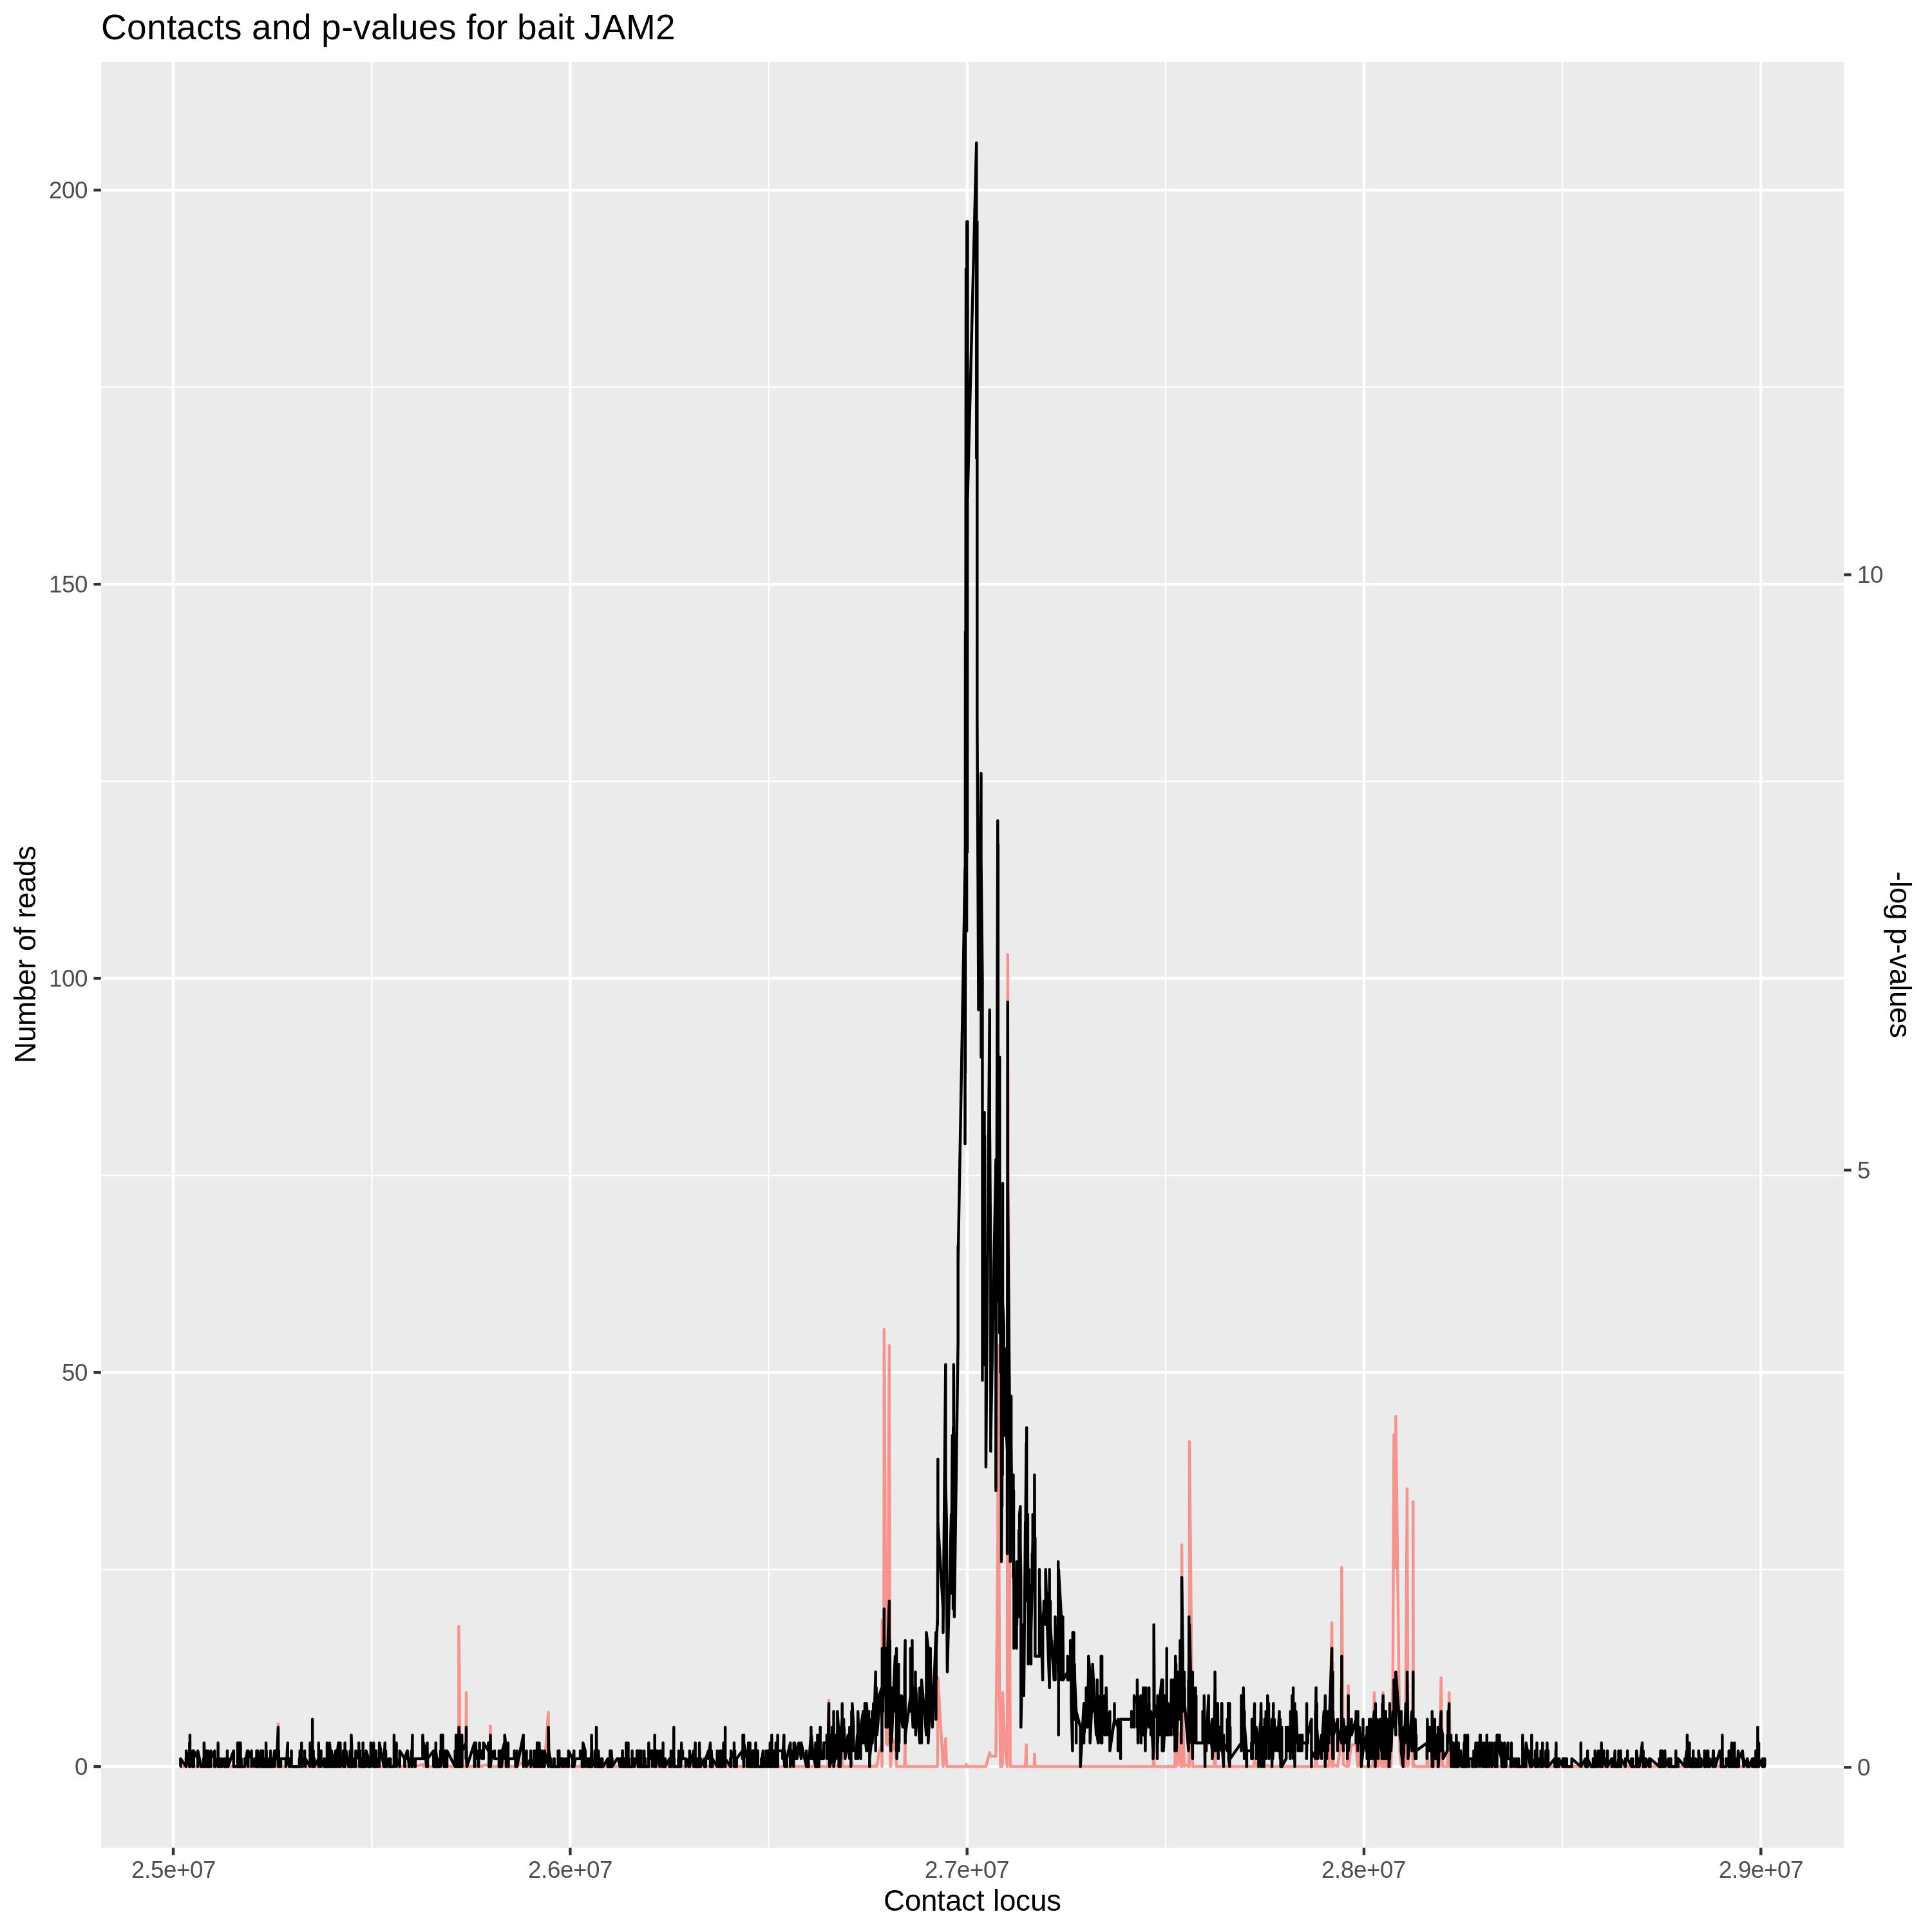 Contacts and p-values for bait JAM2
200
150
100
50
0
Number of reads
10
5
0
-log p-values
2.5e+07
2.6e+07
2.7e+07
2.8e+07
2.9e+07
Contact locus